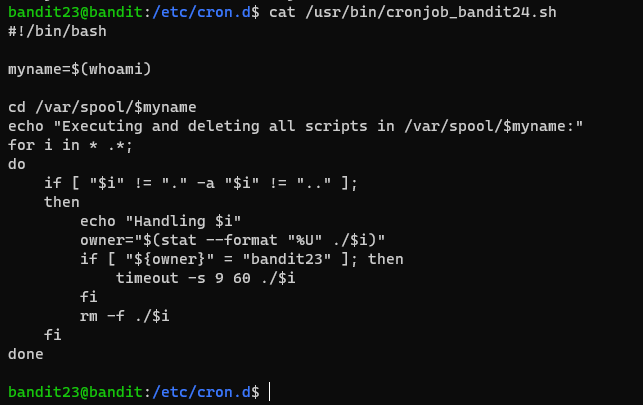 bandit23@bandit:/etc/cron.d$ cat /usr/bin/cronjob_bandit24.sh
#!/bin/bash

myname=$(whoami)

cd /var/spool/$myname
echo "Executing and deleting all scripts in /var/spool/$myname:"
for i in * .*;
do
    if [ "$i" != "." -a "$i" != ".." ];
    then
        echo "Handling $i"
        owner="$(stat --format "%U" ./$i)"
        if [ "${owner}" = "bandit23" ]; then
            timeout -s 9 60 ./$i
        fi
        rm -f ./$i
    fi
done

bandit23@bandit:/etc/cron.d$